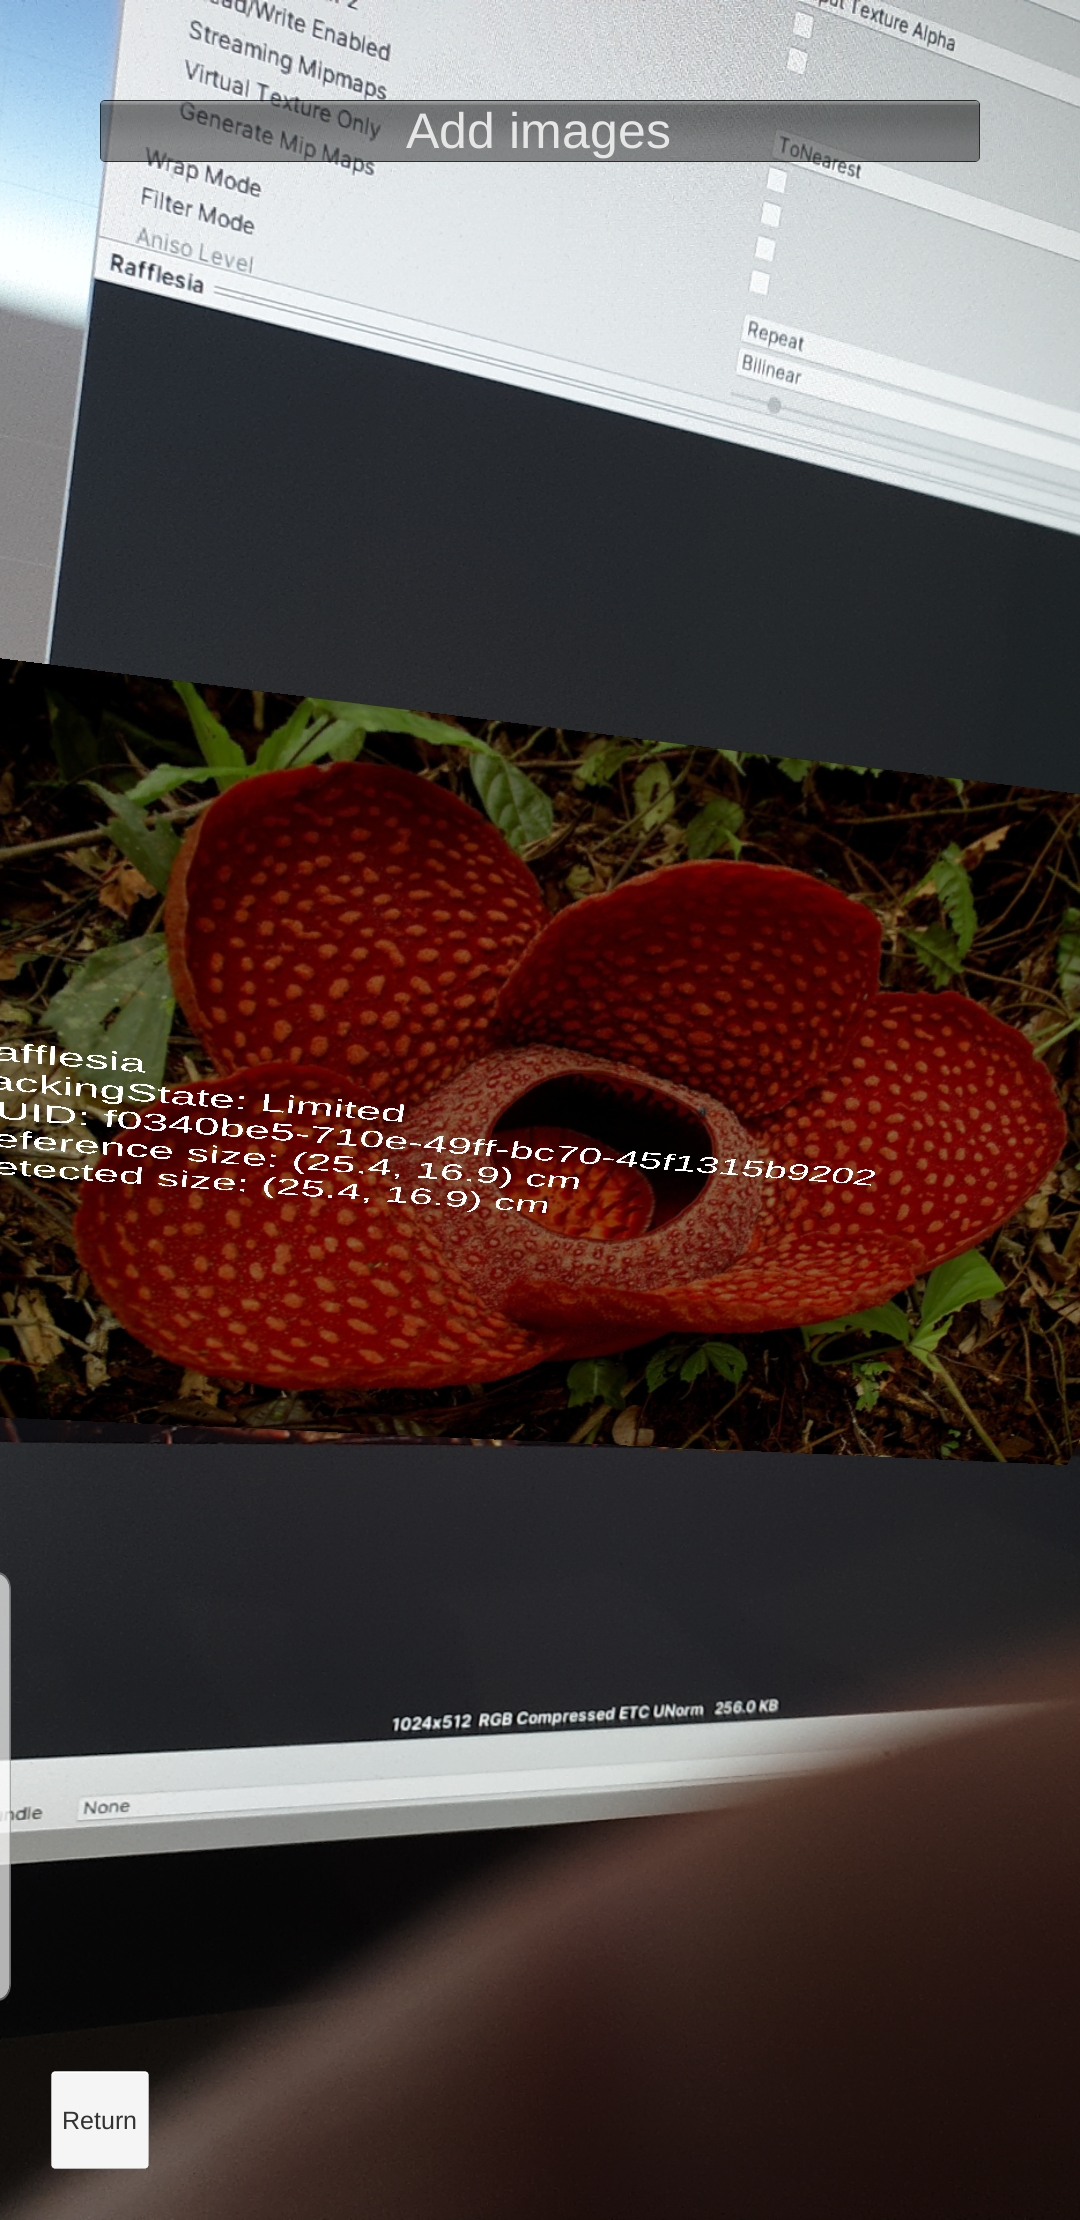 Read/Write Enabled
Streaming Mipmaps
Virtual Texture Only
Generate Mip Maps
Wrap Mode
Filter Mode
Aniso Level
Texture Alpha
Add images
ToNearest
Repeat
Bilinear
Rafflesia
afflesia
ackingState: Limited
UID: f0340be5-710e-49ff-bc70-45f1315b9202
eference size: (25.4, 16.9) cm
etected size: (25.4, 16.9) cm
1024x512 RGB Compressed ETC UNorm 256.0 KB
ndle
None
Return